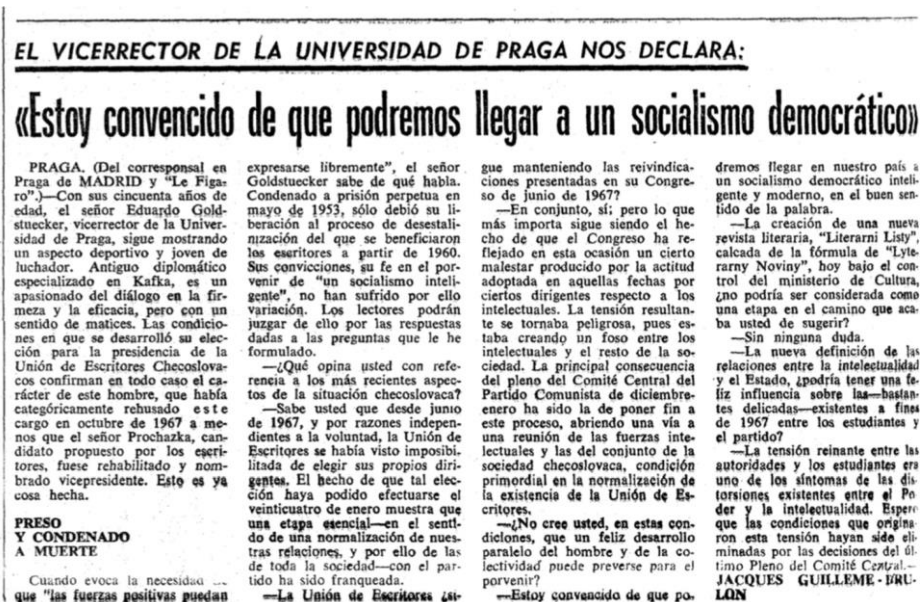 EL VICERRECTOR DE LA UNIVERSIDAD DE PRAGA NOS DECLARA:
«Estoy convencido de que podremos llegar a un socialismo democrático»
PRAGA. (Del corresponsal en
Praga de MADRID y "Le Figa-
ro".)—Con sus cincuenta años de
edad, el señor Eduardo Gold-
stuecker, vicerrector de la Univer-
sidad de Praga, sigue mostrando
un aspecto deportivo y joven de
luchador. Antiguo diplomático
especializado en Kafka, es un
apasionado del diálogo en la fir-
meza y la eficacia, pero con un
sentido de matices. Las condicio-
nes en que se desarrolló su elec-
ción para la presidencia de la
Unión de Escritores Checoslova-
cos confirman en todo caso el ca-
rácter de este hombre, que había
categóricamente rehusado este
cargo en octubre de 1967 a me-
nos que el señor Prochazka, can-
didato propuesto por los escri-
tores, fuese rehabilitado y nom-
brado vicepresidente. Esto es ya
cosa hecha.
PRESO
Y CONDENADO
A MUERTE
Cuando evoca la necesidad
que "las fuerzas positivas puedan
expresarse libremente", el señor
Goldstuecker sabe de qué habla.
Condenado a prisión perpetua en
mayo de 1953, sólo debió su li-
beración al proceso de desestali-
nización del que se beneficiaron
los escritores a partir de 1960.
Sus convicciones, su fe en el por-
venir de "un socialismo inteli-
gente", no han sufrido por ello
variación. Los lectores podrán
juzgar de ello por las respuestas
dadas a las preguntas que le he
formulado.
—¿Qué opina usted con refe-
rencia a los más recientes aspec-
tos de la situación checoslovaca?
—Sabe usted que desde junio
de 1967, y por razones indepen-
dientes a la voluntad, la Unión de
Escritores se había visto imposibi-
litada de elegir sus propios diri-
gentes. El hecho de que tal elec-
ción haya podido efectuarse el
veinticuatro de enero muestra que
una etapa esencial—en el senti-
do de una normalización de nues-
tras relaciones, y por ello de las
de toda la sociedad—con el par-
tido ha sido franqueada.
—La Unión de Escritores ¿si-
gue manteniendo las reivindica-
ciones presentadas en su Congre-
so de junio de 1967?
—En conjunto, sí; pero lo que
más importa sigue siendo el he-
cho de que el Congreso ha re-
flejado en esta ocasión un cierto
malestar producido por la actitud
adoptada en aquellas fechas por
ciertos dirigentes respecto a los
intelectuales. La tensión resultan-
te se tornaba peligrosa, pues es-
taba creando un foso entre los
intelectuales y el resto de la so-
ciedad. La principal consecuencia
del pleno del Comité Central del
Partido Comunista de diciembre-
enero ha sido la de poner fin a
este proceso, abriendo una vía a
una reunión de las fuerzas inte-
lectuales y las del conjunto de la
sociedad checoslovaca, condición
primordial en la normalización de
la existencia de la Unión de Es-
critores.
—¿No cree usted, en estas con-
diclones, que un feliz desarrollo
paralelo del hombre y de la co-
lectividad puede preverse para el
porvenir?
—Estoy convencido de que po-
dremos llegar en nuestro país a
un socialismo democrático inteli-
gente y moderno, en el buen sen-
tido de la palabra.
—La creación de una nueva
revista literaria, "Literarni Listy",
calcada de la fórmula de "Lyte-
rarny Noviny", hoy bajo el con-
trol del ministerio de Cultura,
¿no podría ser considerada como
una etapa en el camino que aca-
ba usted de sugerir?
—Sin ninguna duda.
—La nueva definición de las
relaciones entre la intelectualidad
y el Estado, ¿podría tener una fe-
liz influencia sobre las—bastan-
tes delicadas—existentes a fines
de 1967 entre los estudiantes y
el partido?
—La tensión reinante entre las
autoridades y los estudiantes era
uno de los síntomas de las dis-
torsiones existentes entre el Po-
der y la intelectualidad. Espero
que las condiciones que origina-
ron esta tensión hayan sido eli-
minadas por las decisiones del úl-
timo Pleno del Comité Central.—
JACQUES GUILLEME-BRU-
LON